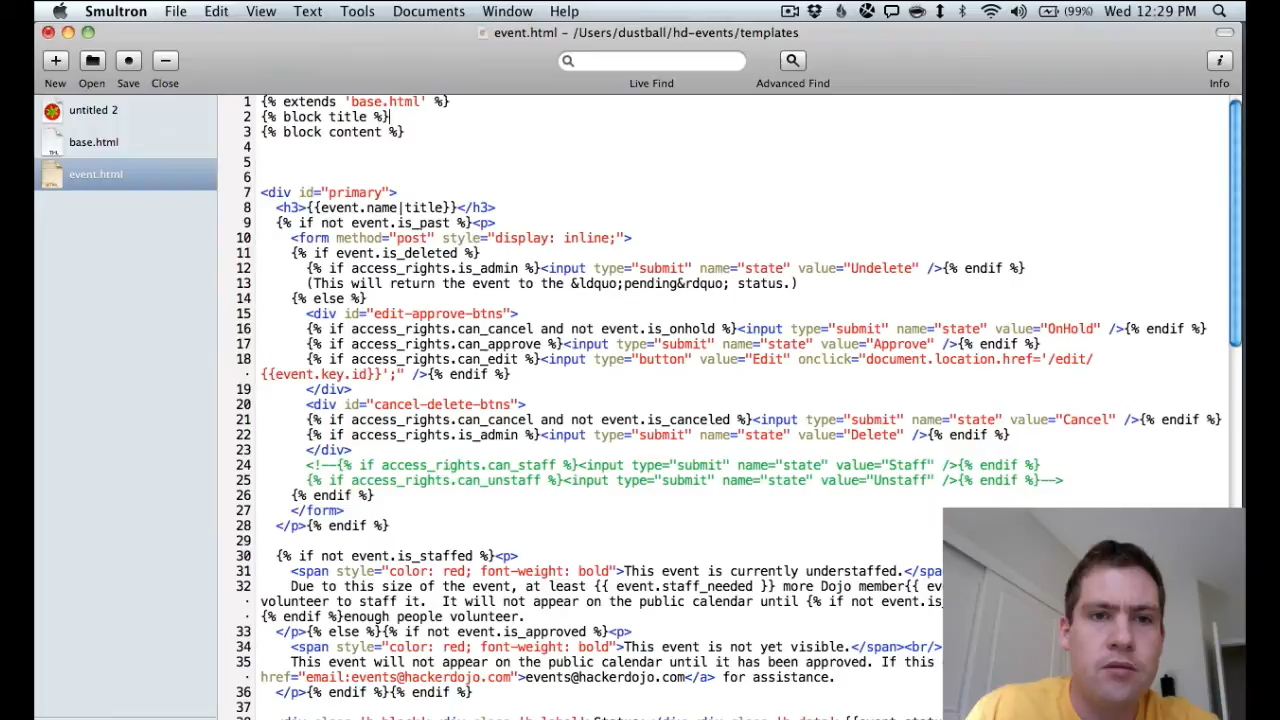 Smultron File Edit View Text Tools Documents Window Help (99%) Wed 12:29 PM
event.html – /Users/dustball/hd-events/templates
New Open Save Close Live Find Advanced Find Info
untitled 2
base.html
event.html
1 {% extends 'base.html' %}
2 {% block title %}
3 {% block content %}
4
5
6
7 <div id="primary">
8 <h3>{{event.name|title}}</h3>
9 {% if not event.is_past %}<p>
10 <form method="post" style="display: inline;">
11 {% if event.is_deleted %}
12 {% if access_rights.is_admin %}<input type="submit" name="state" value="Undelete" />{% endif %}
13 (This will return the event to the &ldquo;pending&rdquo; status.)
14 {% else %}
15 <div id="edit-approve-btns">
16 {% if access_rights.can_cancel and not event.is_onhold %}<input type="submit" name="state" value="OnHold" />{% endif %}
17 {% if access_rights.can_approve %}<input type="submit" name="state" value="Approve" />{% endif %}
18 {% if access_rights.can_edit %}<input type="button" value="Edit" onclick="document.location.href='/edit/
· {{event.key.id}}';" />{% endif %}
19 </div>
20 <div id="cancel-delete-btns">
21 {% if access_rights.can_cancel and not event.is_canceled %}<input type="submit" name="state" value="Cancel" />{% endif %}
22 {% if access_rights.is_admin %}<input type="submit" name="state" value="Delete" />{% endif %}
23 </div>
24 <!--{% if access_rights.can_staff %}<input type="submit" name="state" value="Staff" />{% endif %}
25 {% if access_rights.can_unstaff %}<input type="submit" name="state" value="Unstaff" />{% endif %}-->
26 {% endif %}
27 </form>
28 </p>{% endif %}
29
30 {% if not event.is_staffed %}<p>
31 <span style="color: red; font-weight: bold">This event is currently understaffed.</spa
32 Due to this size of the event, at least {{ event.staff_needed }} more Dojo member{{ eve
· volunteer to staff it. It will not appear on the public calendar until {% if not event.is_
· {% endif %}enough people volunteer.
33 </p>{% else %}{% if not event.is_approved %}<p>
34 <span style="color: red; font-weight: bold">This event is not yet visible.</span><br/>
35 This event will not appear on the public calendar until it has been approved. If this
· href="email:events@hackerdojo.com">events@hackerdojo.com</a> for assistance.
36 </p>{% endif %}{% endif %}
37